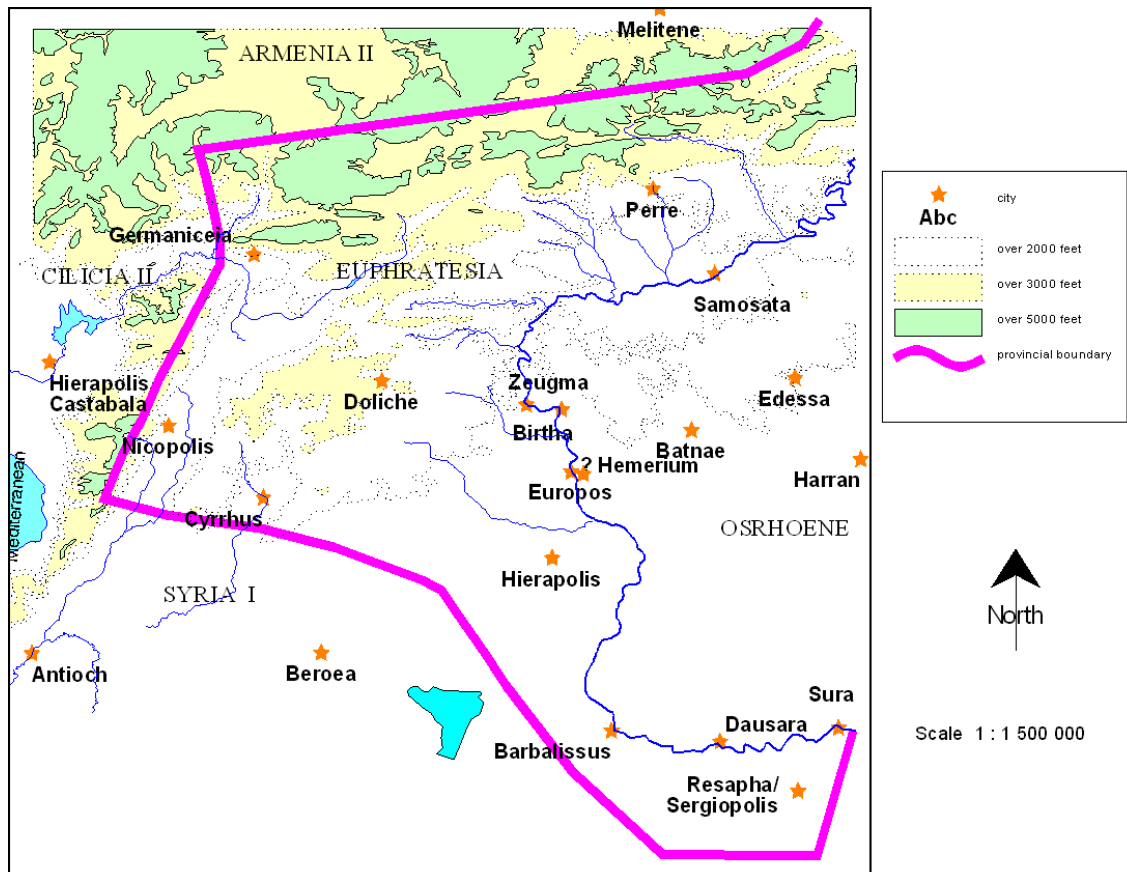 Melitene
ARMENIA II
Perre
Germaniceia
CILICIA II
EUPHRATESIA
Samosata
Hierapolis
Castabala
Zeugma
Doliche
Edessa
Birtha
Nicopolis
Batnae
? Hemerium
Harran
Europos
Mediterranean
Cyrrhus
OSRHOENE
Hierapolis
SYRIA I
Antioch
Beroea
Sura
Dausara
Barbalissus
Resapha/
Sergiopolis
Abc
city
over 2000 feet
over 3000 feet
over 5000 feet
provincial boundary
North
Scale 1 : 1 500 000